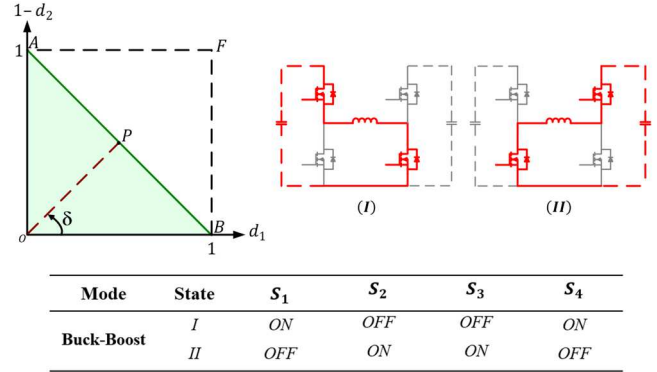 1-d₂
A
1
F
P
δ
o
B
1
d₁
(I)
(II)
Mode State S₁ S₂ S₃ S₄
Buck-Boost
I ON OFF OFF ON
II OFF ON ON OFF